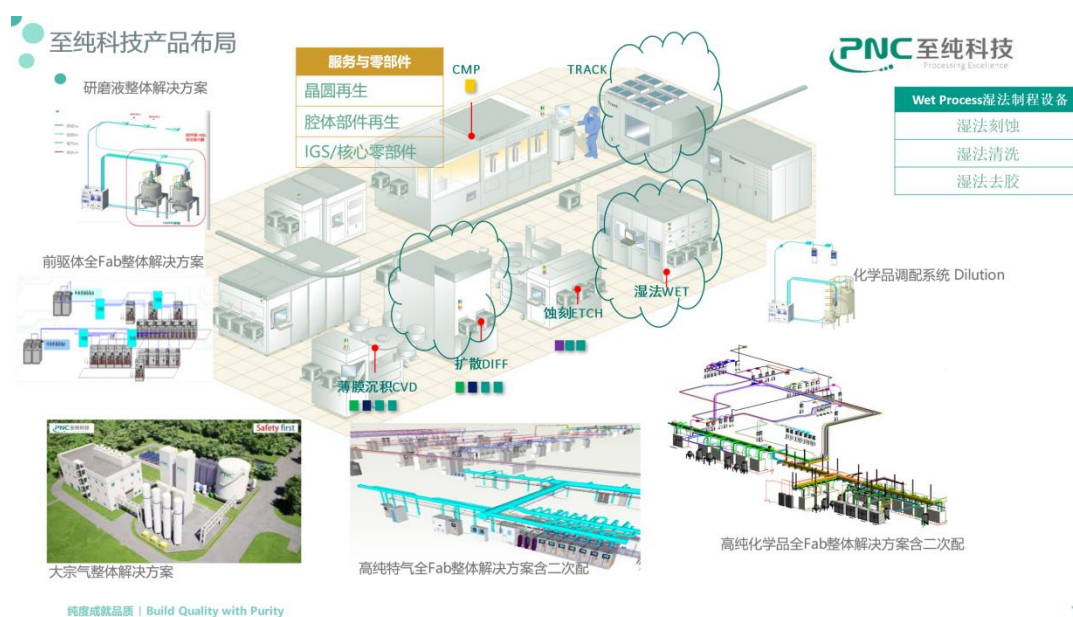 至纯科技产品布局
PNC 至纯科技
Processing Excellence
研磨液整体解决方案
服务与零部件
晶圆再生
腔体部件再生
IGS/核心零部件
CMP
TRACK
Wet Process湿法制程设备
湿法刻蚀
湿法清洗
湿法去胶
前驱体全Fab整体解决方案
化学品调配系统 Dilution
湿法WET
蚀刻ETCH
扩散DIFF
薄膜沉积CVD
PNC 至纯科技
Safety first
大宗气整体解决方案
高纯特气全Fab整体解决方案含二次配
高纯化学品全Fab整体解决方案含二次配
纯度成就品质 | Build Quality with Purity